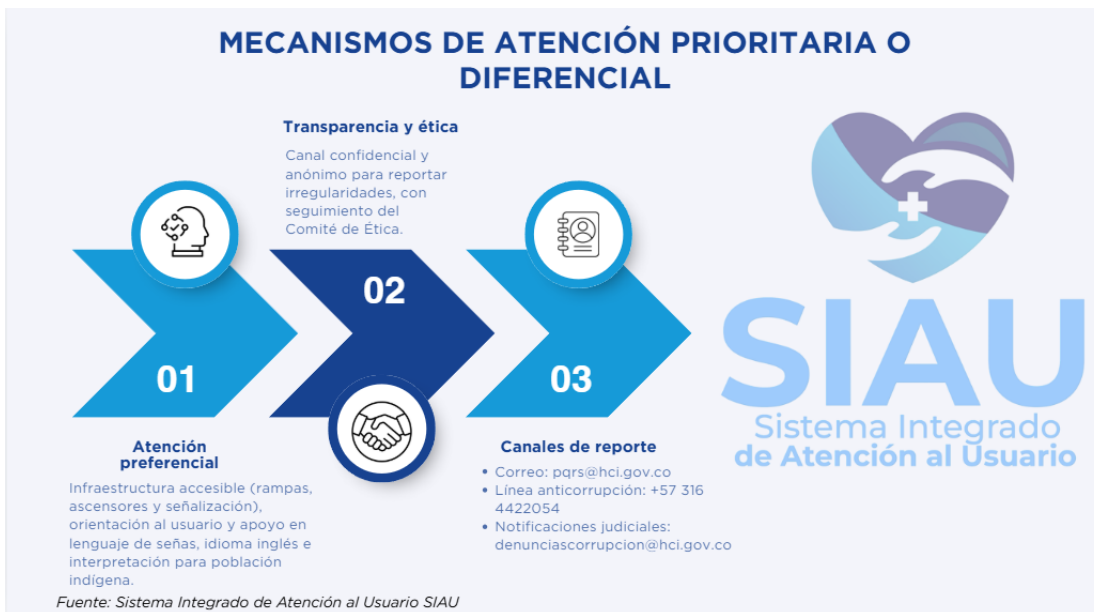 MECANISMOS DE ATENCIÓN PRIORITARIA O
DIFERENCIAL
01
Atención
preferencial
Infraestructura accesible (rampas,
ascensores y señalización),
orientación al usuario y apoyo en
lenguaje de señas, idioma inglés e
interpretación para población
indígena.
Transparencia y ética
Canal confidencial y
anónimo para reportar
irregularidades, con
seguimiento del
Comité de Ética.
02
03
Canales de reporte
• Correo: pqrs@hci.gov.co
• Línea anticorrupción: +57 316
4422054
• Notificaciones judiciales:
denunciascorrupcion@hci.gov.co
SIAU
Sistema Integrado
de Atención al Usuario
Fuente: Sistema Integrado de Atención al Usuario SIAU